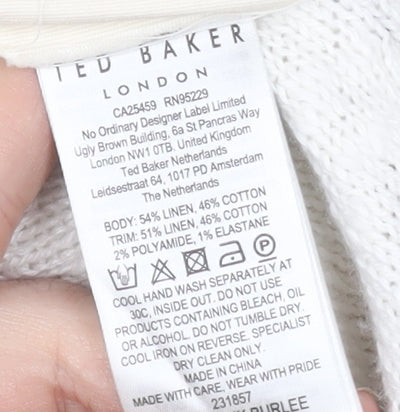 TED BAKER
LONDON
CA25459 RN95229
No Ordinary Designer Label Limited
Ugly Brown Building, 6a St Pancras Way
London NW1 0TB, United Kingdom
Ted Baker Netherlands
Leidsestraat 64, 1017 PD Amsterdam
The Netherlands
BODY: 54% LINEN, 46% COTTON
TRIM: 51% LINEN, 46% COTTON
2% POLYAMIDE, 1% ELASTANE
COOL HAND WASH SEPARATELY AT
30C, INSIDE OUT. DO NOT USE
PRODUCTS CONTAINING BLEACH, OIL
OR ALCOHOL. DO NOT TUMBLE DRY.
COOL IRON ON REVERSE. SPECIALIST
DRY CLEAN ONLY.
MADE IN CHINA
MADE WITH CARE. WEAR WITH PRIDE
231857
PURLEE